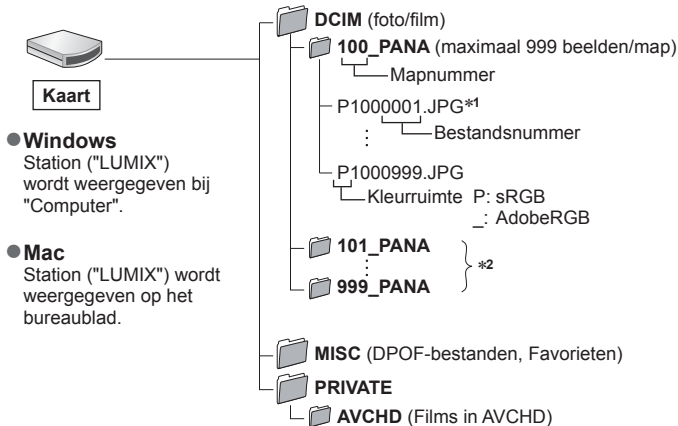 Kaart
●Windows
Station ("LUMIX")
wordt weergegeven bij
"Computer".
●Mac
Station ("LUMIX") wordt
weergegeven op het
bureaublad.
DCIM (foto/film)
100_PANA (maximaal 999 beelden/map)
Mapnummer
P1000001.JPG*1
Bestandsnummer
P1000999.JPG
Kleurruimte P: sRGB
_: AdobeRGB
101_PANA
*2
999_PANA
MISC (DPOF-bestanden, Favorieten)
PRIVATE
AVCHD (Films in AVCHD)